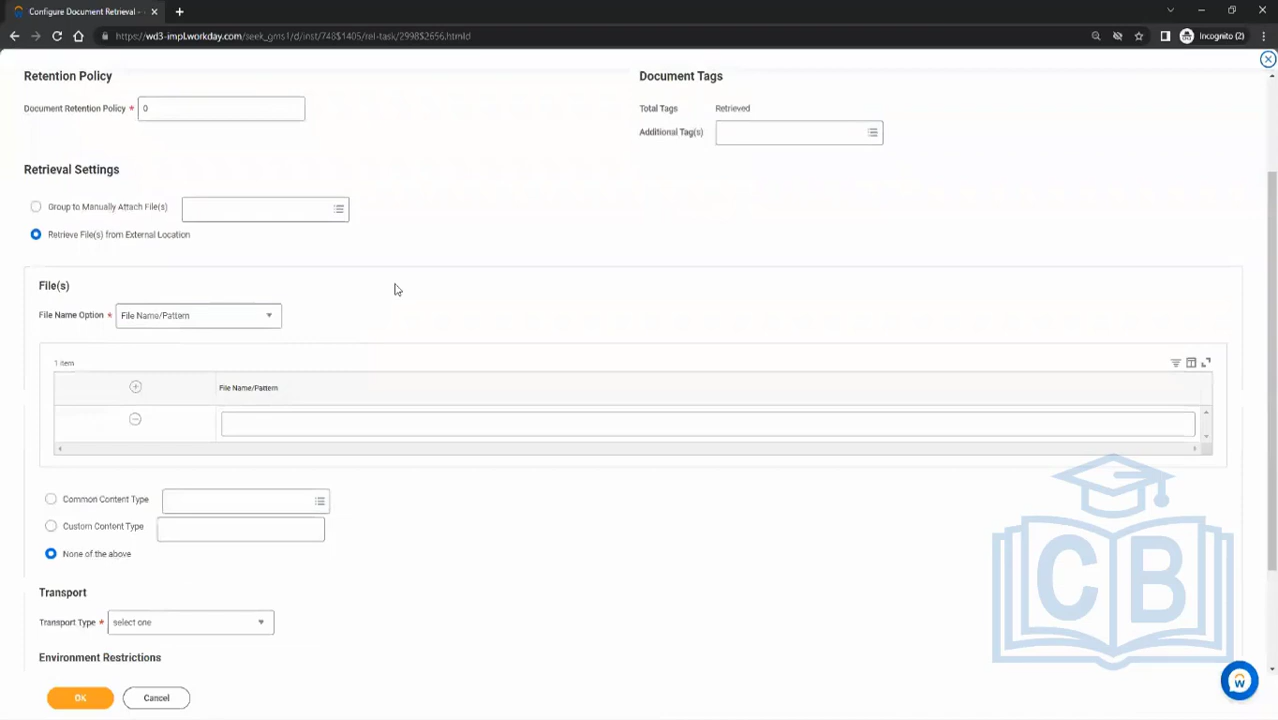 Configure Document Retrieval -
https://wd3-impl.workday.com/seek_gms1/d/inst/748$1405/rel-task/2998$2656.htmld
Incognito (2)
Retention Policy
Document Retention Policy * 0
Document Tags
Total Tags Retrieved
Additional Tag(s)
Retrieval Settings
Group to Manually Attach File(s)
Retrieve File(s) from External Location
File(s)
File Name Option * File Name/Pattern
1 item
File Name/Pattern
Common Content Type
Custom Content Type
None of the above
Transport
Transport Type * select one
Environment Restrictions
OK
Cancel
CB
W